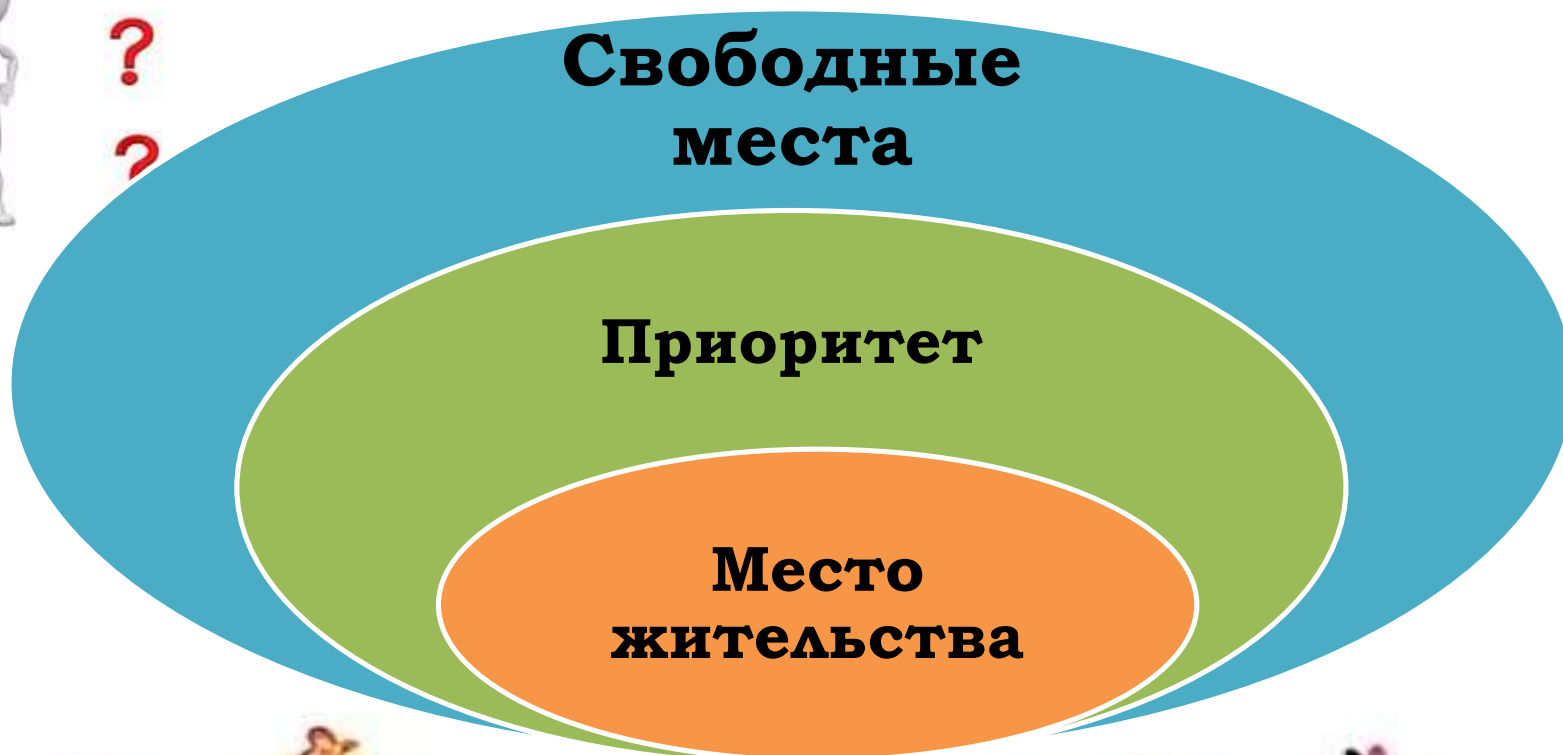 ?
?
Свободные
места
Приоритет
Место
жительства